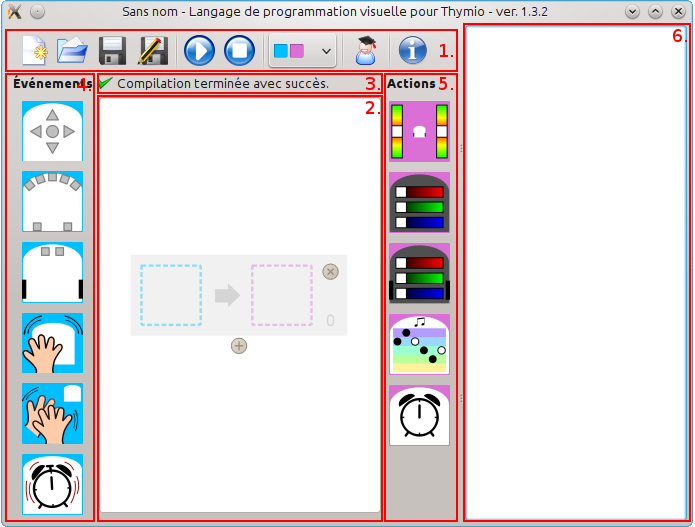 Sans nom - Langage de programmation visuelle pour Thymio - ver. 1.3.2
1.
6.
Événements
4.
Compilation terminée avec succès.
3.
Actions
5.
2.
0